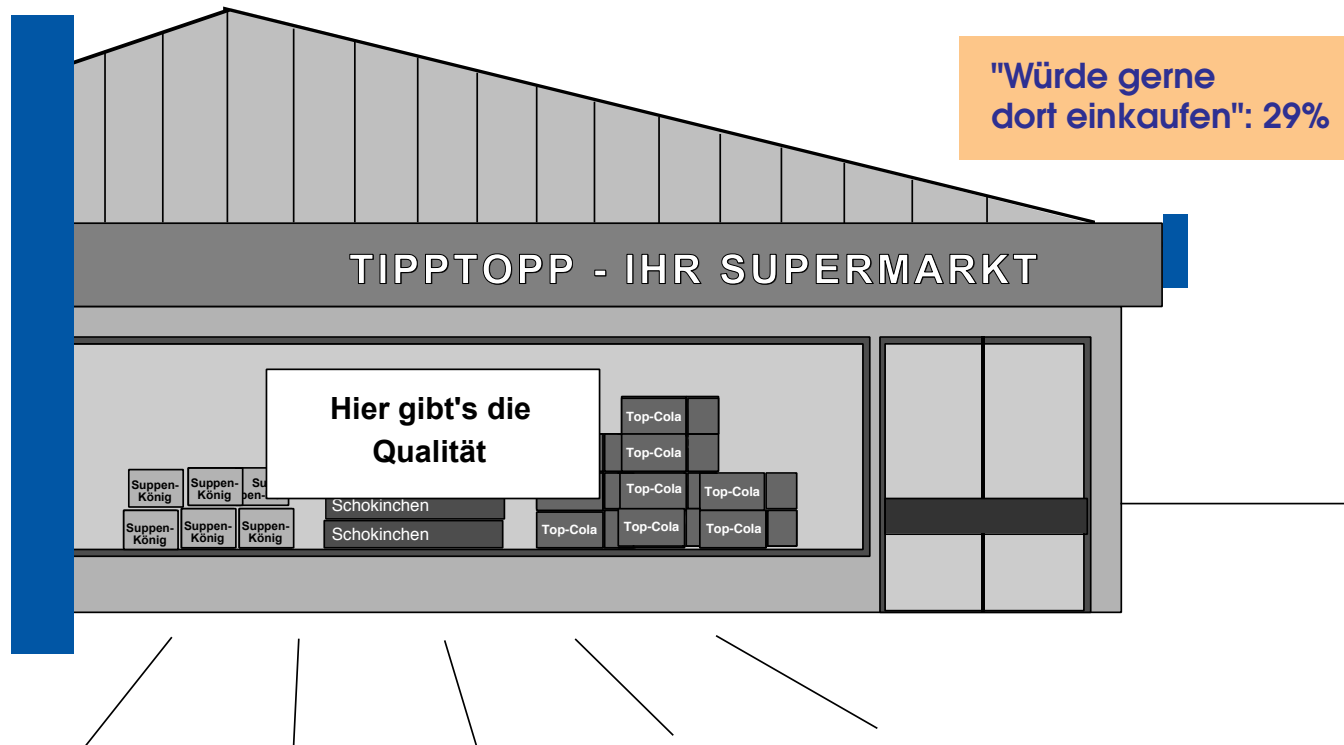 "Würde gerne
dort einkaufen": 29%
TIPPTOPP - IHR SUPERMARKT
Hier gibt's die
Qualität
Top-Cola
Top-Cola
Suppen-
König
Suppen-
König
Su
pen-
Schokinchen
Top-Cola
Top-Cola
Suppen-
König
Suppen-
König
Suppen-
König
Schokinchen
Top-Cola
Top-Cola
Top-Cola